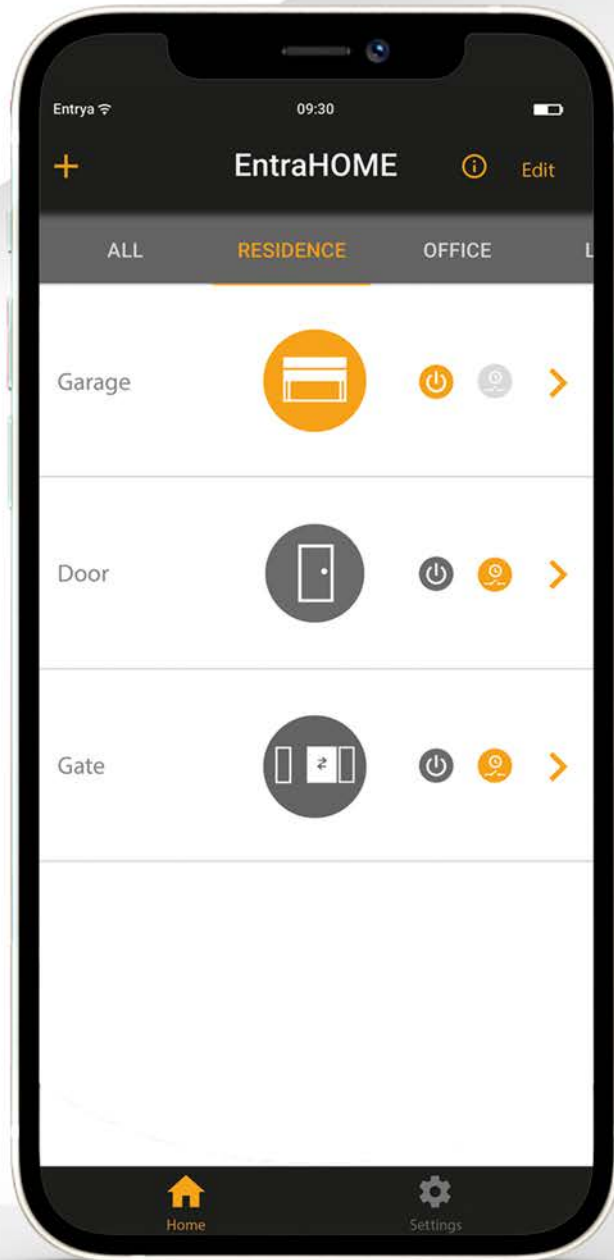 Entrya 09:30
+ EntraHOME Edit
ALL RESIDENCE OFFICE L
Garage
Door
Gate
Home Settings